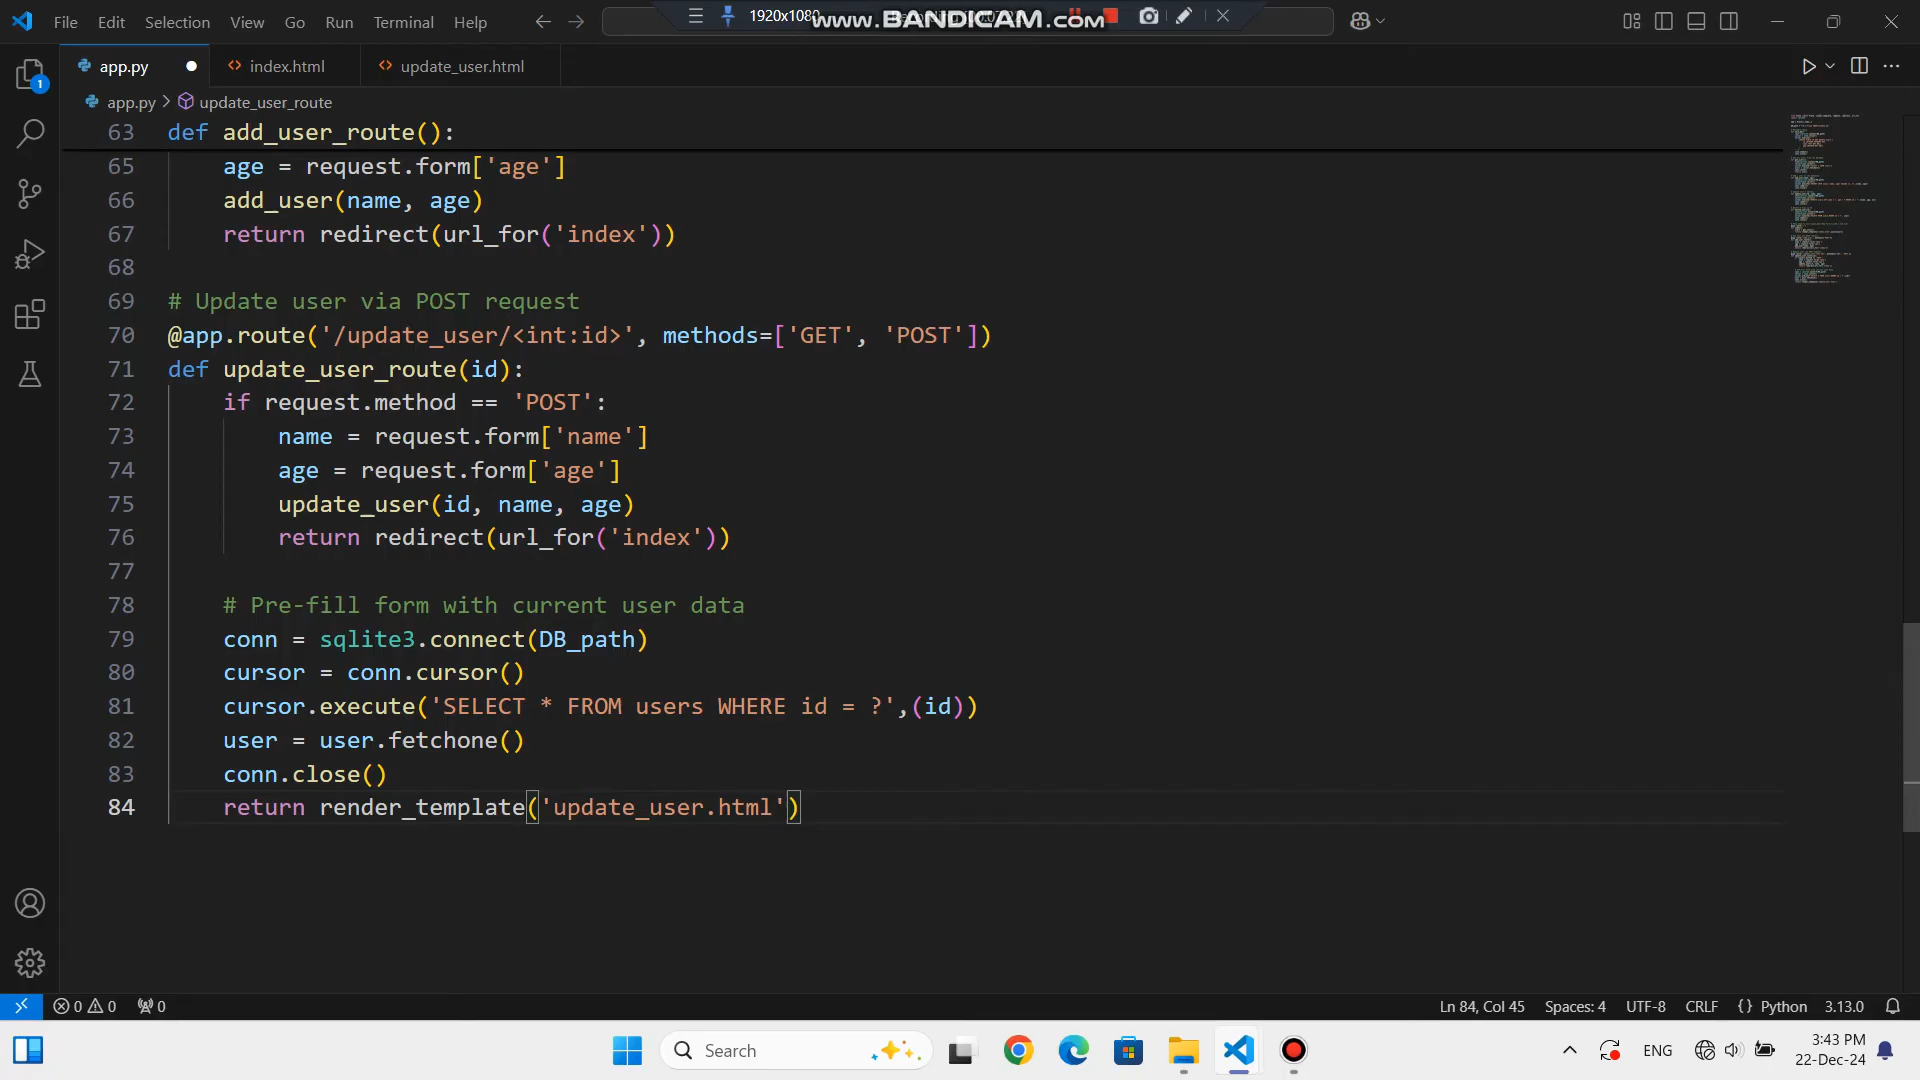 File Edit Selection View Go Run Terminal Help
1920x1080
www.BANDICAM.com
1
app.py
index.html
update_user.html
app.py > update_user_route
63 def add_user_route():
65 age = request.form['age']
66 add_user(name, age)
67 return redirect(url_for('index'))
68
69 # Update user via POST request
70 @app.route('/update_user/<int:id>', methods=['GET', 'POST'])
71 def update_user_route(id):
72 if request.method == 'POST':
73 name = request.form['name']
74 age = request.form['age']
75 update_user(id, name, age)
76 return redirect(url_for('index'))
77
78 # Pre-fill form with current user data
79 conn = sqlite3.connect(DB_path)
80 cursor = conn.cursor()
81 cursor.execute('SELECT * FROM users WHERE id = ?',(id))
82 user = user.fetchone()
83 conn.close()
84 return render_template('update_user.html')
0 0 0
Ln 84, Col 45 Spaces: 4 UTF-8 CRLF {} Python 3.13.0
Search
ENG
3:43 PM
22-Dec-24